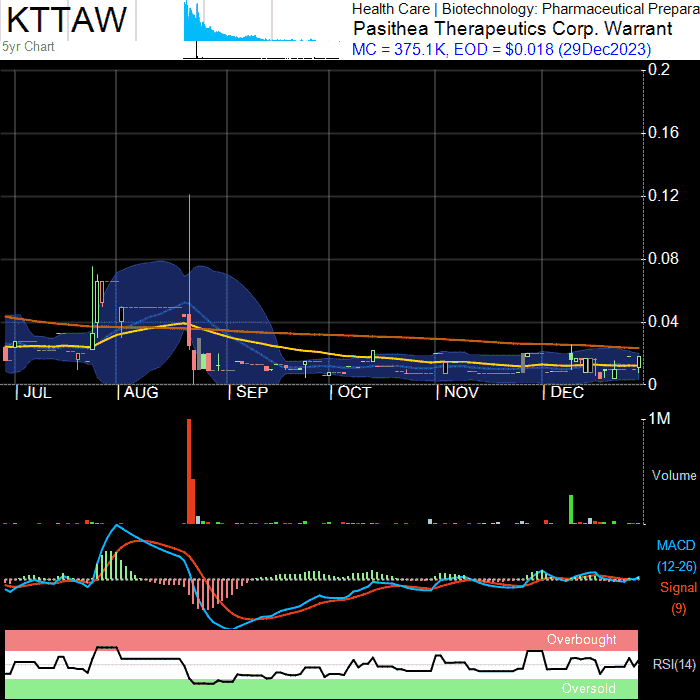 KTTAW
5yr Chart
Health Care | Biotechnology: Pharmaceutical Prepara
Pasithea Therapeutics Corp. Warrant
MC = 375.1K, EOD = $0.018 (29Dec2023)
0.2
0.16
0.12
0.08
0.04
0
JUL AUG SEP OCT NOV DEC
1M
Volume
MACD
(12-26)
Signal
(9)
Overbought
RSI(14)
Oversold